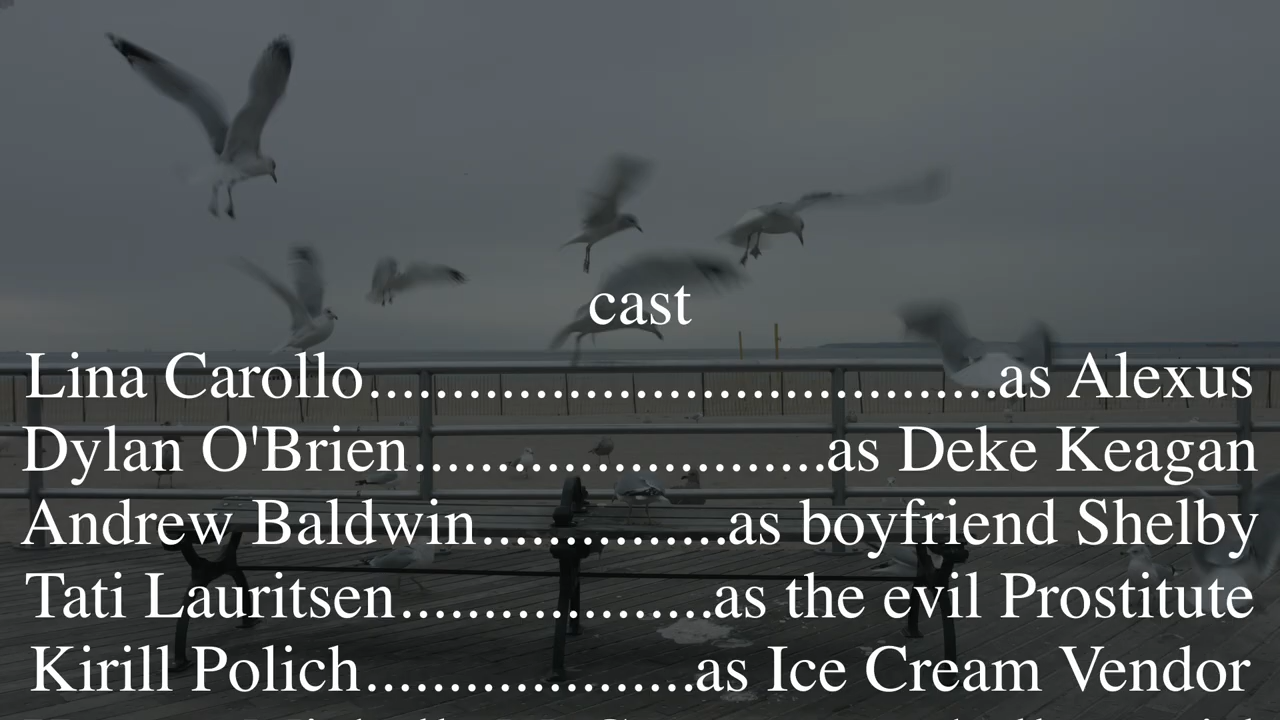 cast
Lina Carollo.......................................as Alexus
Dylan O'Brien..........................as Deke Keagan
Andrew Baldwin...............as boyfriend Shelby
Tati Lauritsen...................as the evil Prostitute
Kirill Polich....................as Ice Cream Vendor